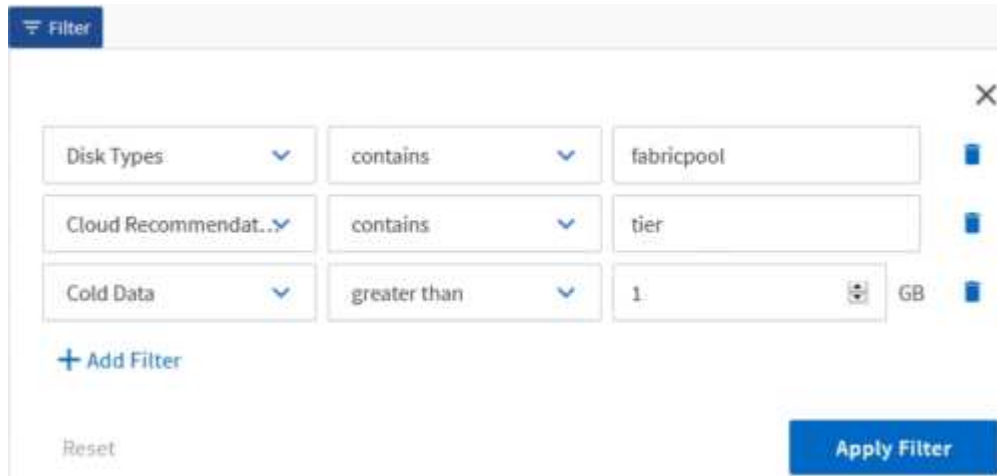 Filter
Disk Types contains fabricpool
Cloud Recommendat... contains tier
Cold Data greater than 1 GB
+ Add Filter
Reset Apply Filter